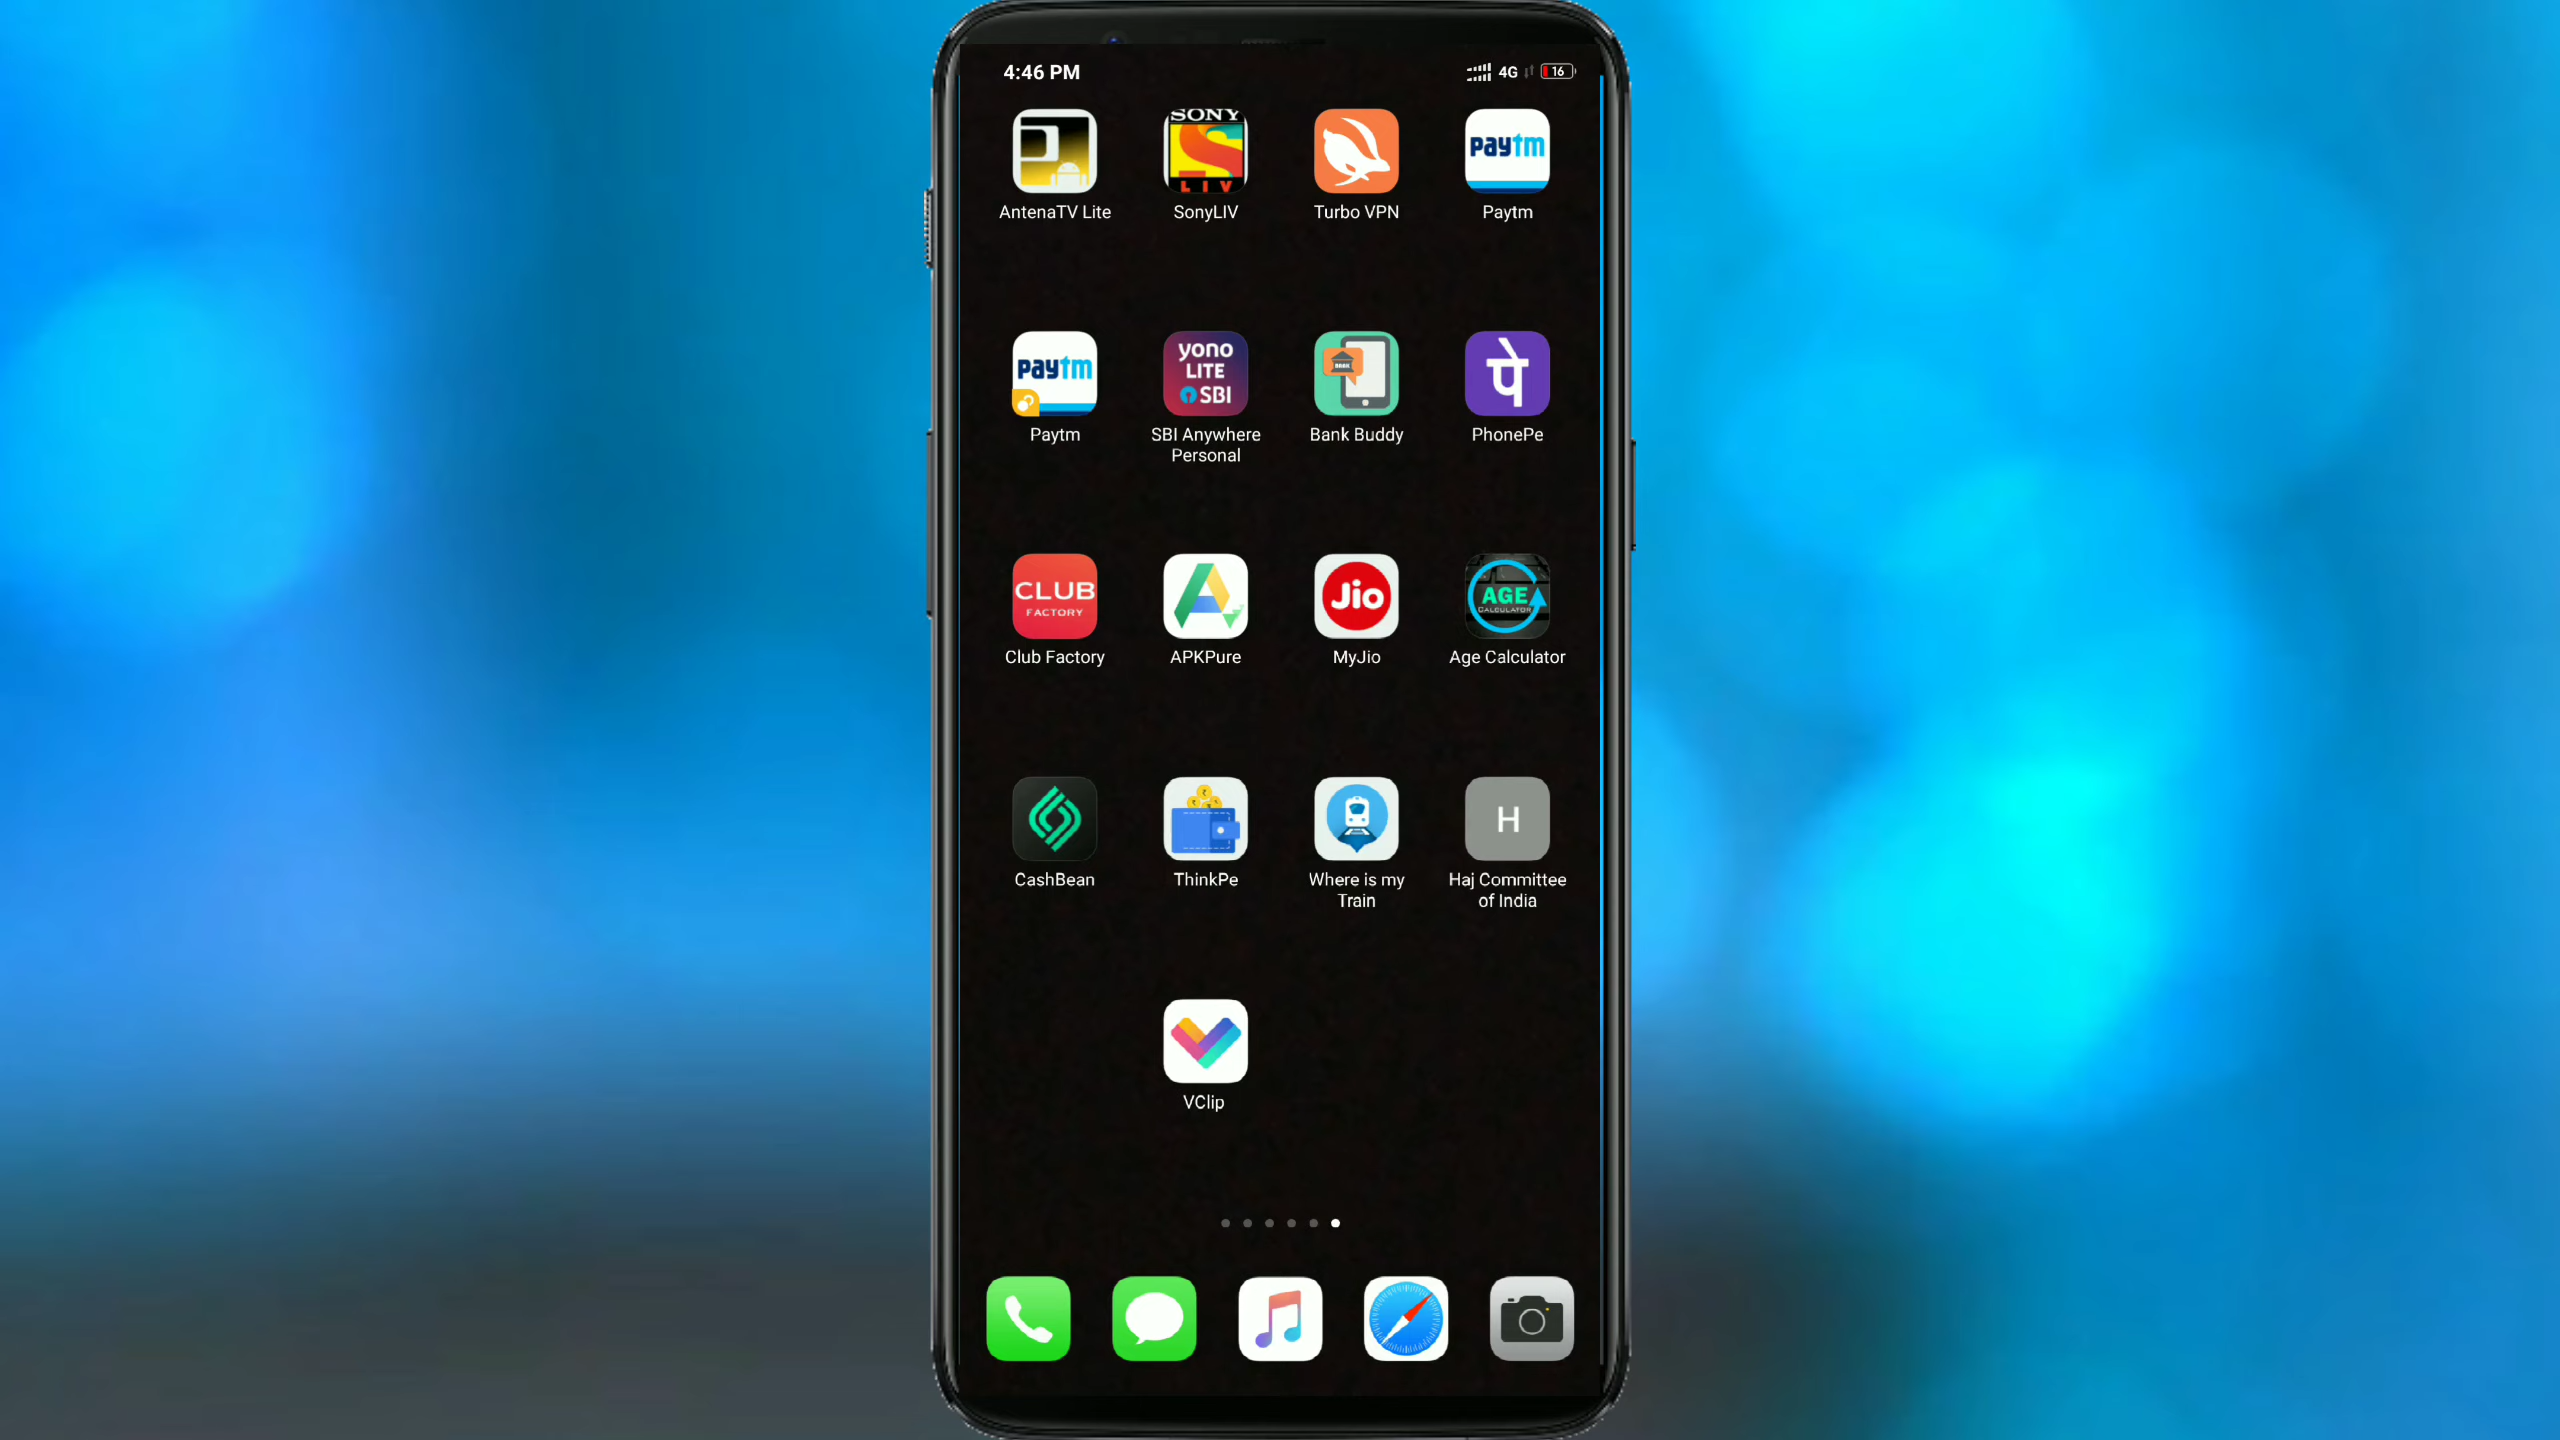 4:46 PM 4G 16
SONY
LIV
paytm
AntenaTV Lite SonyLIV Turbo VPN Paytm
paytm
yono
LITE
SBI
BANK
पे
Paytm SBI Anywhere Personal Bank Buddy PhonePe
CLUB
FACTORY
Jio
AGE
CALCULATOR
Club Factory APKPure MyJio Age Calculator
H
CashBean ThinkPe Where is my Train Haj Committee of India
VClip